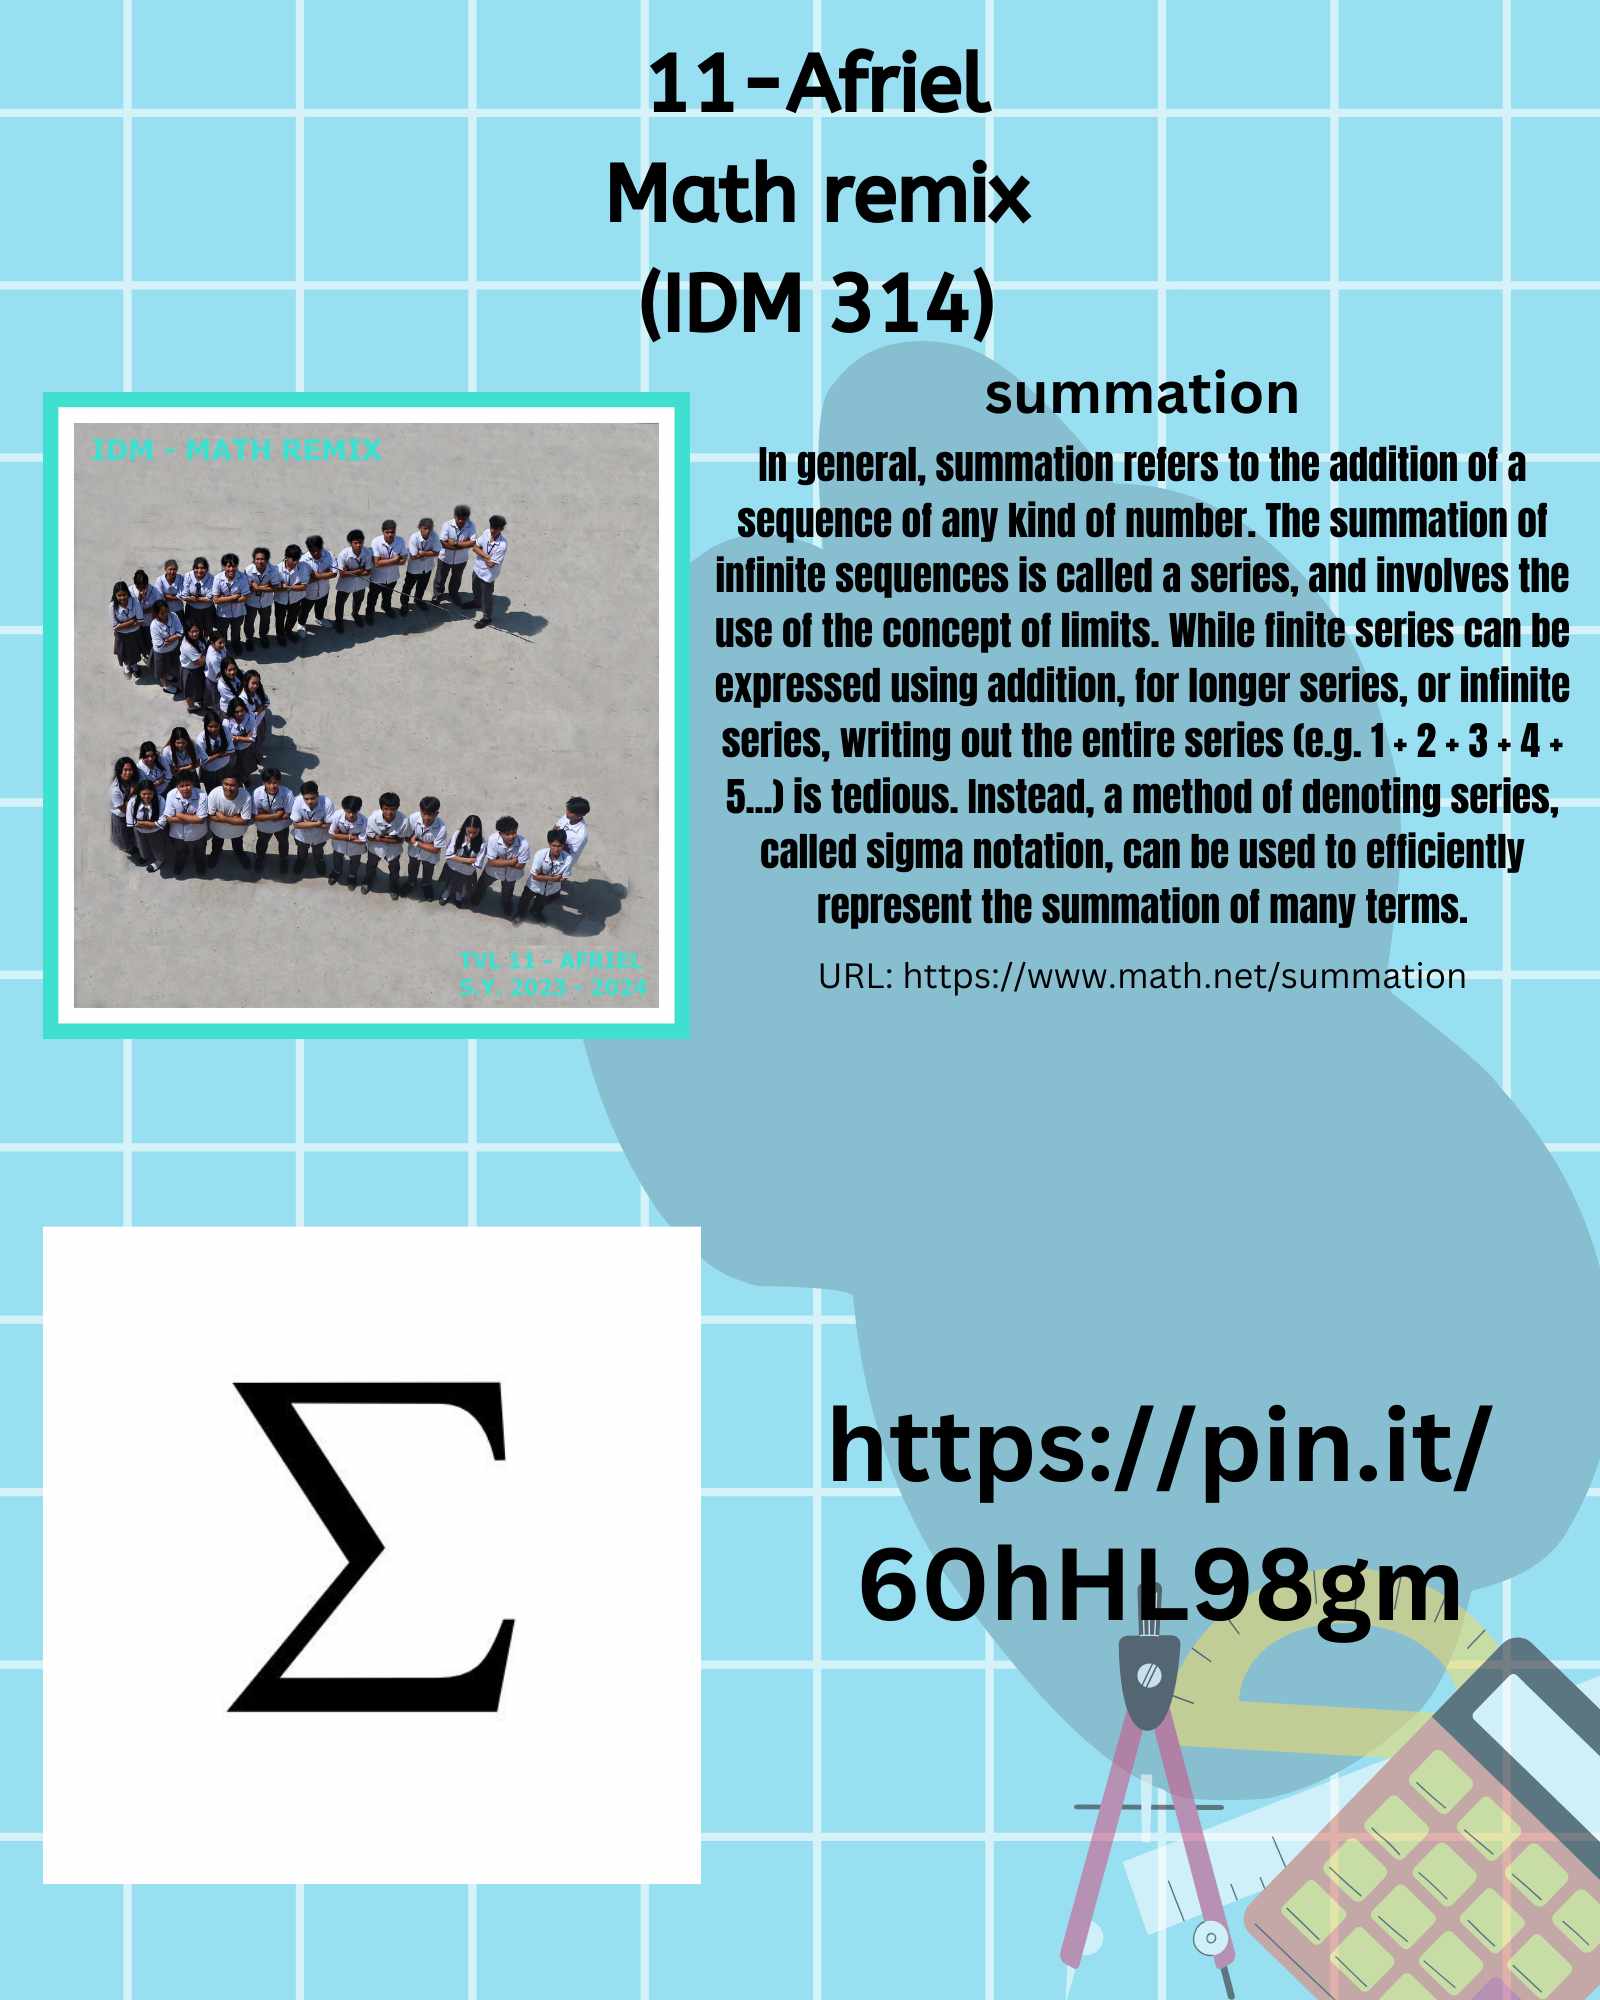 11-Afriel
Math remix
(IDM 314)
IDM - MATH REMIX
TVL 11 - AFRIEL
S.Y. 2023 - 2024
summation
In general, summation refers to the addition of a
sequence of any kind of number. The summation of
infinite sequences is called a series, and involves the
use of the concept of limits. While finite series can be
expressed using addition, for longer series, or infinite
series, writing out the entire series (e.g. 1 + 2 + 3 + 4 +
5...) is tedious. Instead, a method of denoting series,
called sigma notation, can be used to efficiently
represent the summation of many terms.
URL: https://www.math.net/summation
Σ
https://pin.it/
60hHL98gm